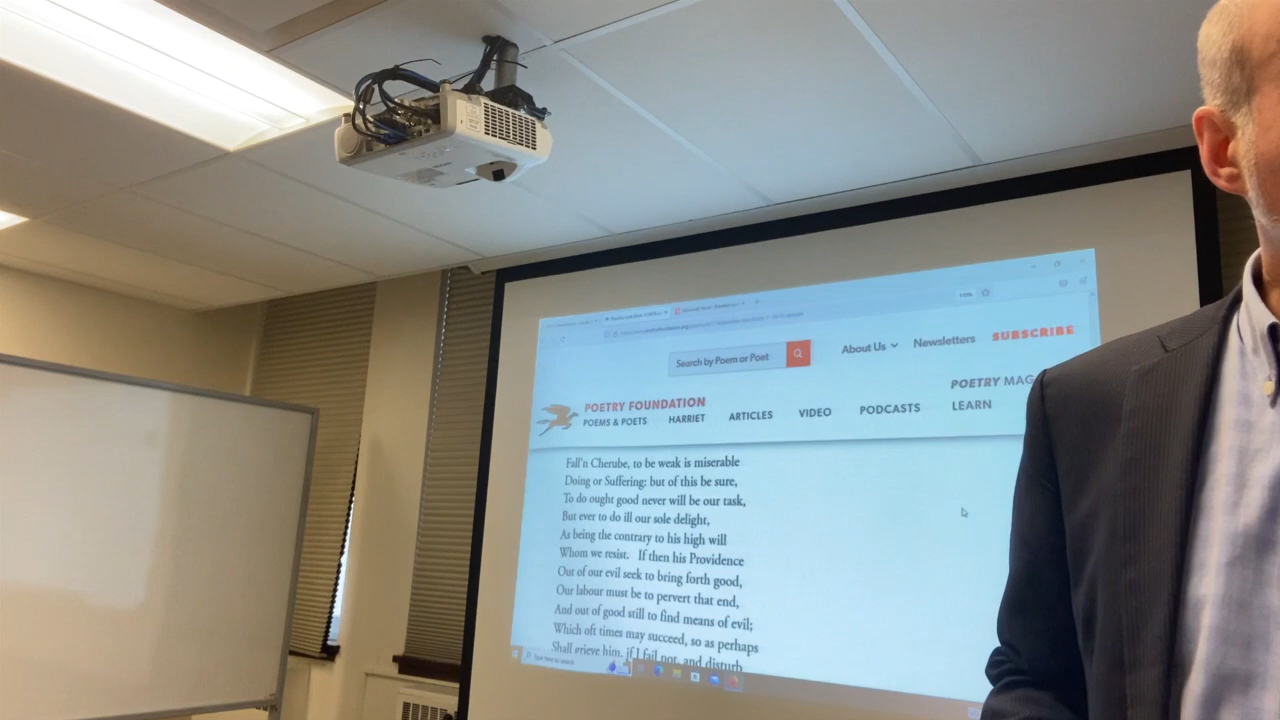 Search by Poem or Poet
About Us
Newsletters
SUBSCRIBE
POETRY FOUNDATION
POETRY MAG
POEMS & POETS
HARRIET
ARTICLES
VIDEO
PODCASTS
LEARN
Fall'n Cherube, to be weak is miserable
Doing or Suffering: but of this be sure,
To do ought good never will be our task,
But ever to do ill our sole delight,
As being the contrary to his high will
Whom we resist. If then his Providence
Out of our evil seek to bring forth good,
Our labour must be to pervert that end,
And out of good still to find means of evil;
Which oft times may succeed, so as perhaps
Shall grieve him, if I fail not, and disturb
Type here to search